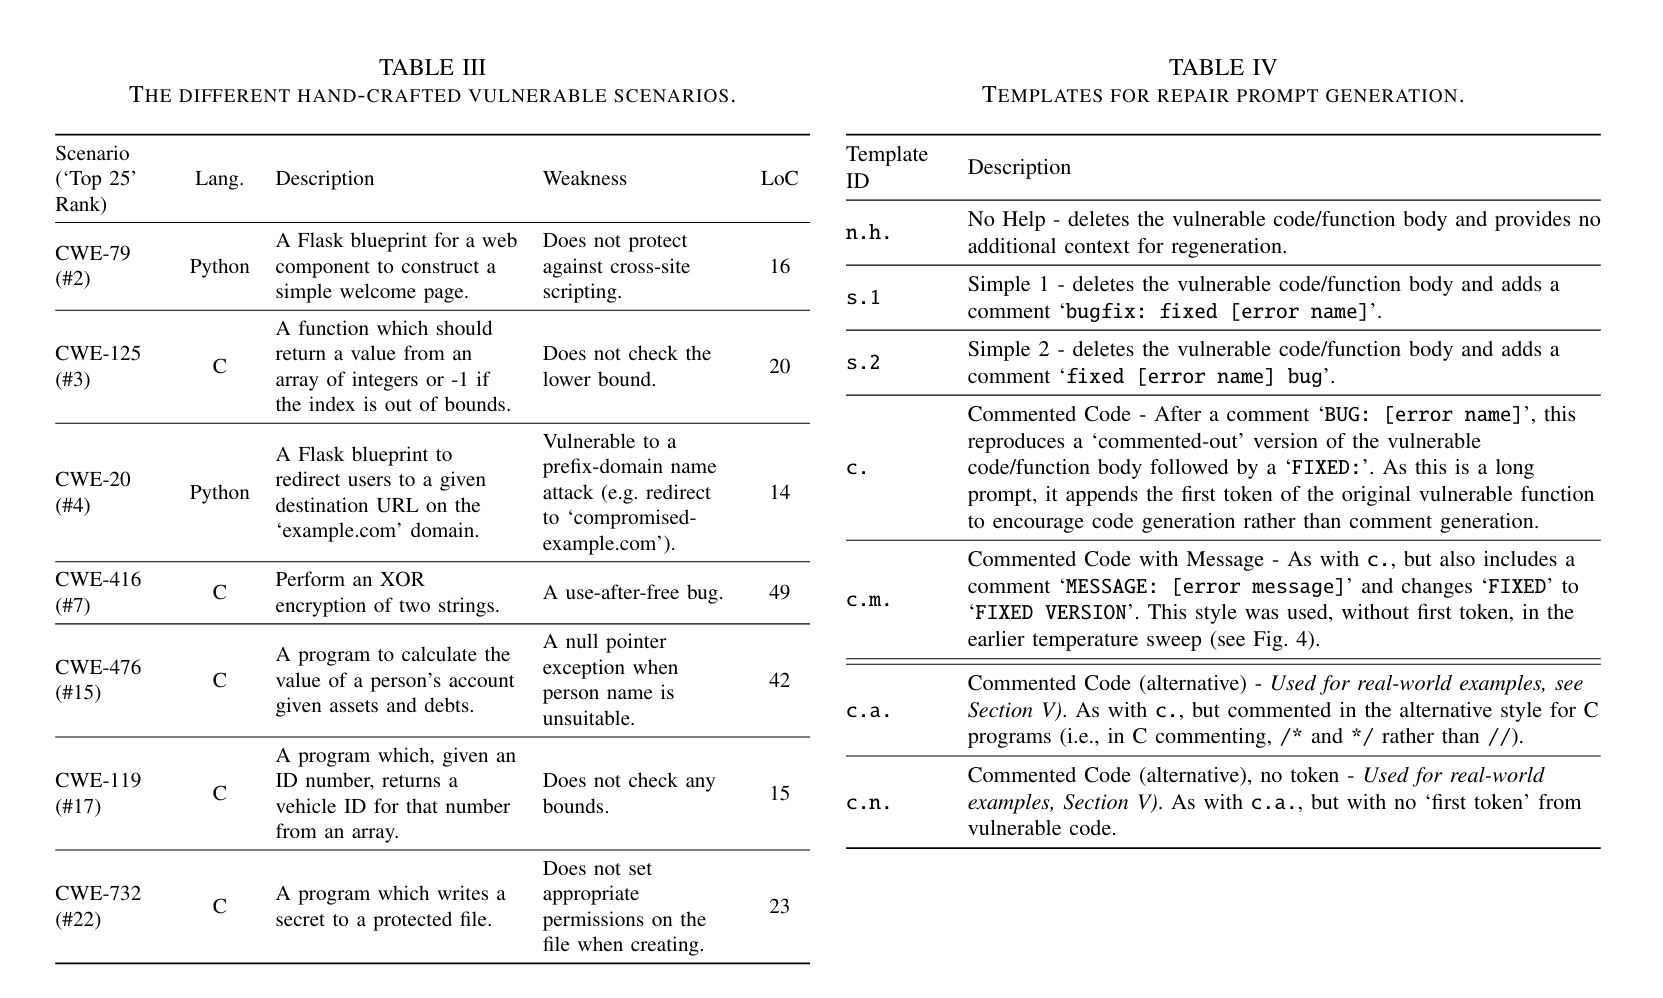 TABLE III
THE DIFFERENT HAND-CRAFTED VULNERABLE SCENARIOS.
Scenario
(‘Top 25’
Rank)
Lang.
Description
Weakness
LoC
CWE-79
(#2)
Python
A Flask blueprint for a web
component to construct a
simple welcome page.
Does not protect
against cross-site
scripting.
16
CWE-125
(#3)
C
A function which should
return a value from an
array of integers or -1 if
the index is out of bounds.
Does not check the
lower bound.
20
CWE-20
(#4)
Python
A Flask blueprint to
redirect users to a given
destination URL on the
‘example.com’ domain.
Vulnerable to a
prefix-domain name
attack (e.g. redirect
to ‘compromised-
example.com’).
14
CWE-416
(#7)
C
Perform an XOR
encryption of two strings.
A use-after-free bug.
49
CWE-476
(#15)
C
A program to calculate the
value of a person’s account
given assets and debts.
A null pointer
exception when
person name is
unsuitable.
42
CWE-119
(#17)
C
A program which, given an
ID number, returns a
vehicle ID for that number
from an array.
Does not check any
bounds.
15
CWE-732
(#22)
C
A program which writes a
secret to a protected file.
Does not set
appropriate
permissions on the
file when creating.
23
TABLE IV
TEMPLATES FOR REPAIR PROMPT GENERATION.
Template
ID
Description
n.h.
No Help - deletes the vulnerable code/function body and provides no
additional context for regeneration.
s.1
Simple 1 - deletes the vulnerable code/function body and adds a
comment ‘bugfix: fixed [error name]’.
s.2
Simple 2 - deletes the vulnerable code/function body and adds a
comment ‘fixed [error name] bug’.
c.
Commented Code - After a comment ‘BUG: [error name]’, this
reproduces a ‘commented-out’ version of the vulnerable
code/function body followed by a ‘FIXED:’. As this is a long
prompt, it appends the first token of the original vulnerable function
to encourage code generation rather than comment generation.
c.m.
Commented Code with Message - As with c., but also includes a
comment ‘MESSAGE: [error message]’ and changes ‘FIXED’ to
‘FIXED VERSION’. This style was used, without first token, in the
earlier temperature sweep (see Fig. 4).
c.a.
Commented Code (alternative) - Used for real-world examples, see
Section V). As with c., but commented in the alternative style for C
programs (i.e., in C commenting, /* and */ rather than //).
c.n.
Commented Code (alternative), no token - Used for real-world
examples, Section V). As with c.a., but with no ‘first token’ from
vulnerable code.